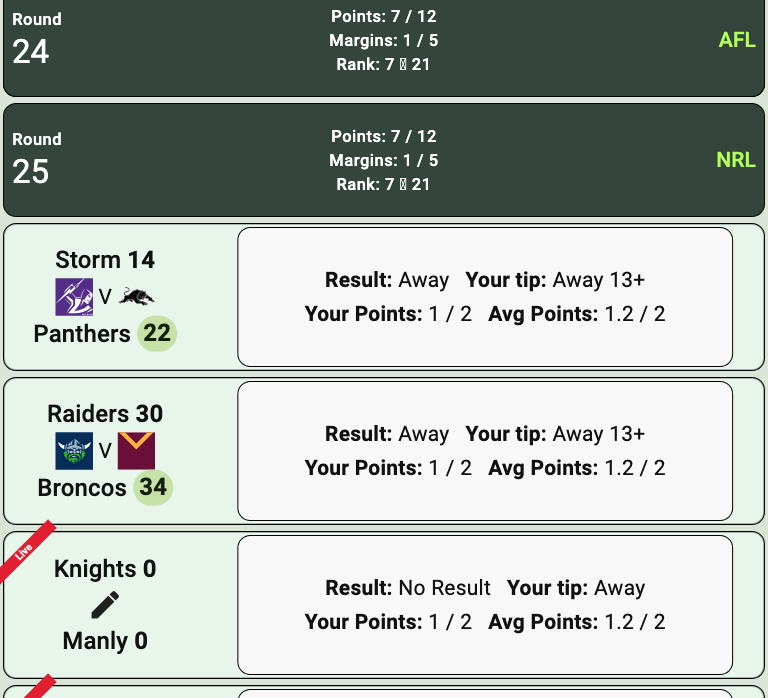 Round
24
Points: 7 / 12
Margins: 1 / 5
Rank: 7 ▯ 21
AFL
Round
25
Points: 7 / 12
Margins: 1 / 5
Rank: 7 ▯ 21
NRL
Storm 14
V
Panthers 22
Result: Away Your tip: Away 13+
Your Points: 1 / 2 Avg Points: 1.2 / 2
Raiders 30
V
Broncos 34
Result: Away Your tip: Away 13+
Your Points: 1 / 2 Avg Points: 1.2 / 2
Live
Knights 0
Manly 0
Result: No Result Your tip: Away
Your Points: 1 / 2 Avg Points: 1.2 / 2